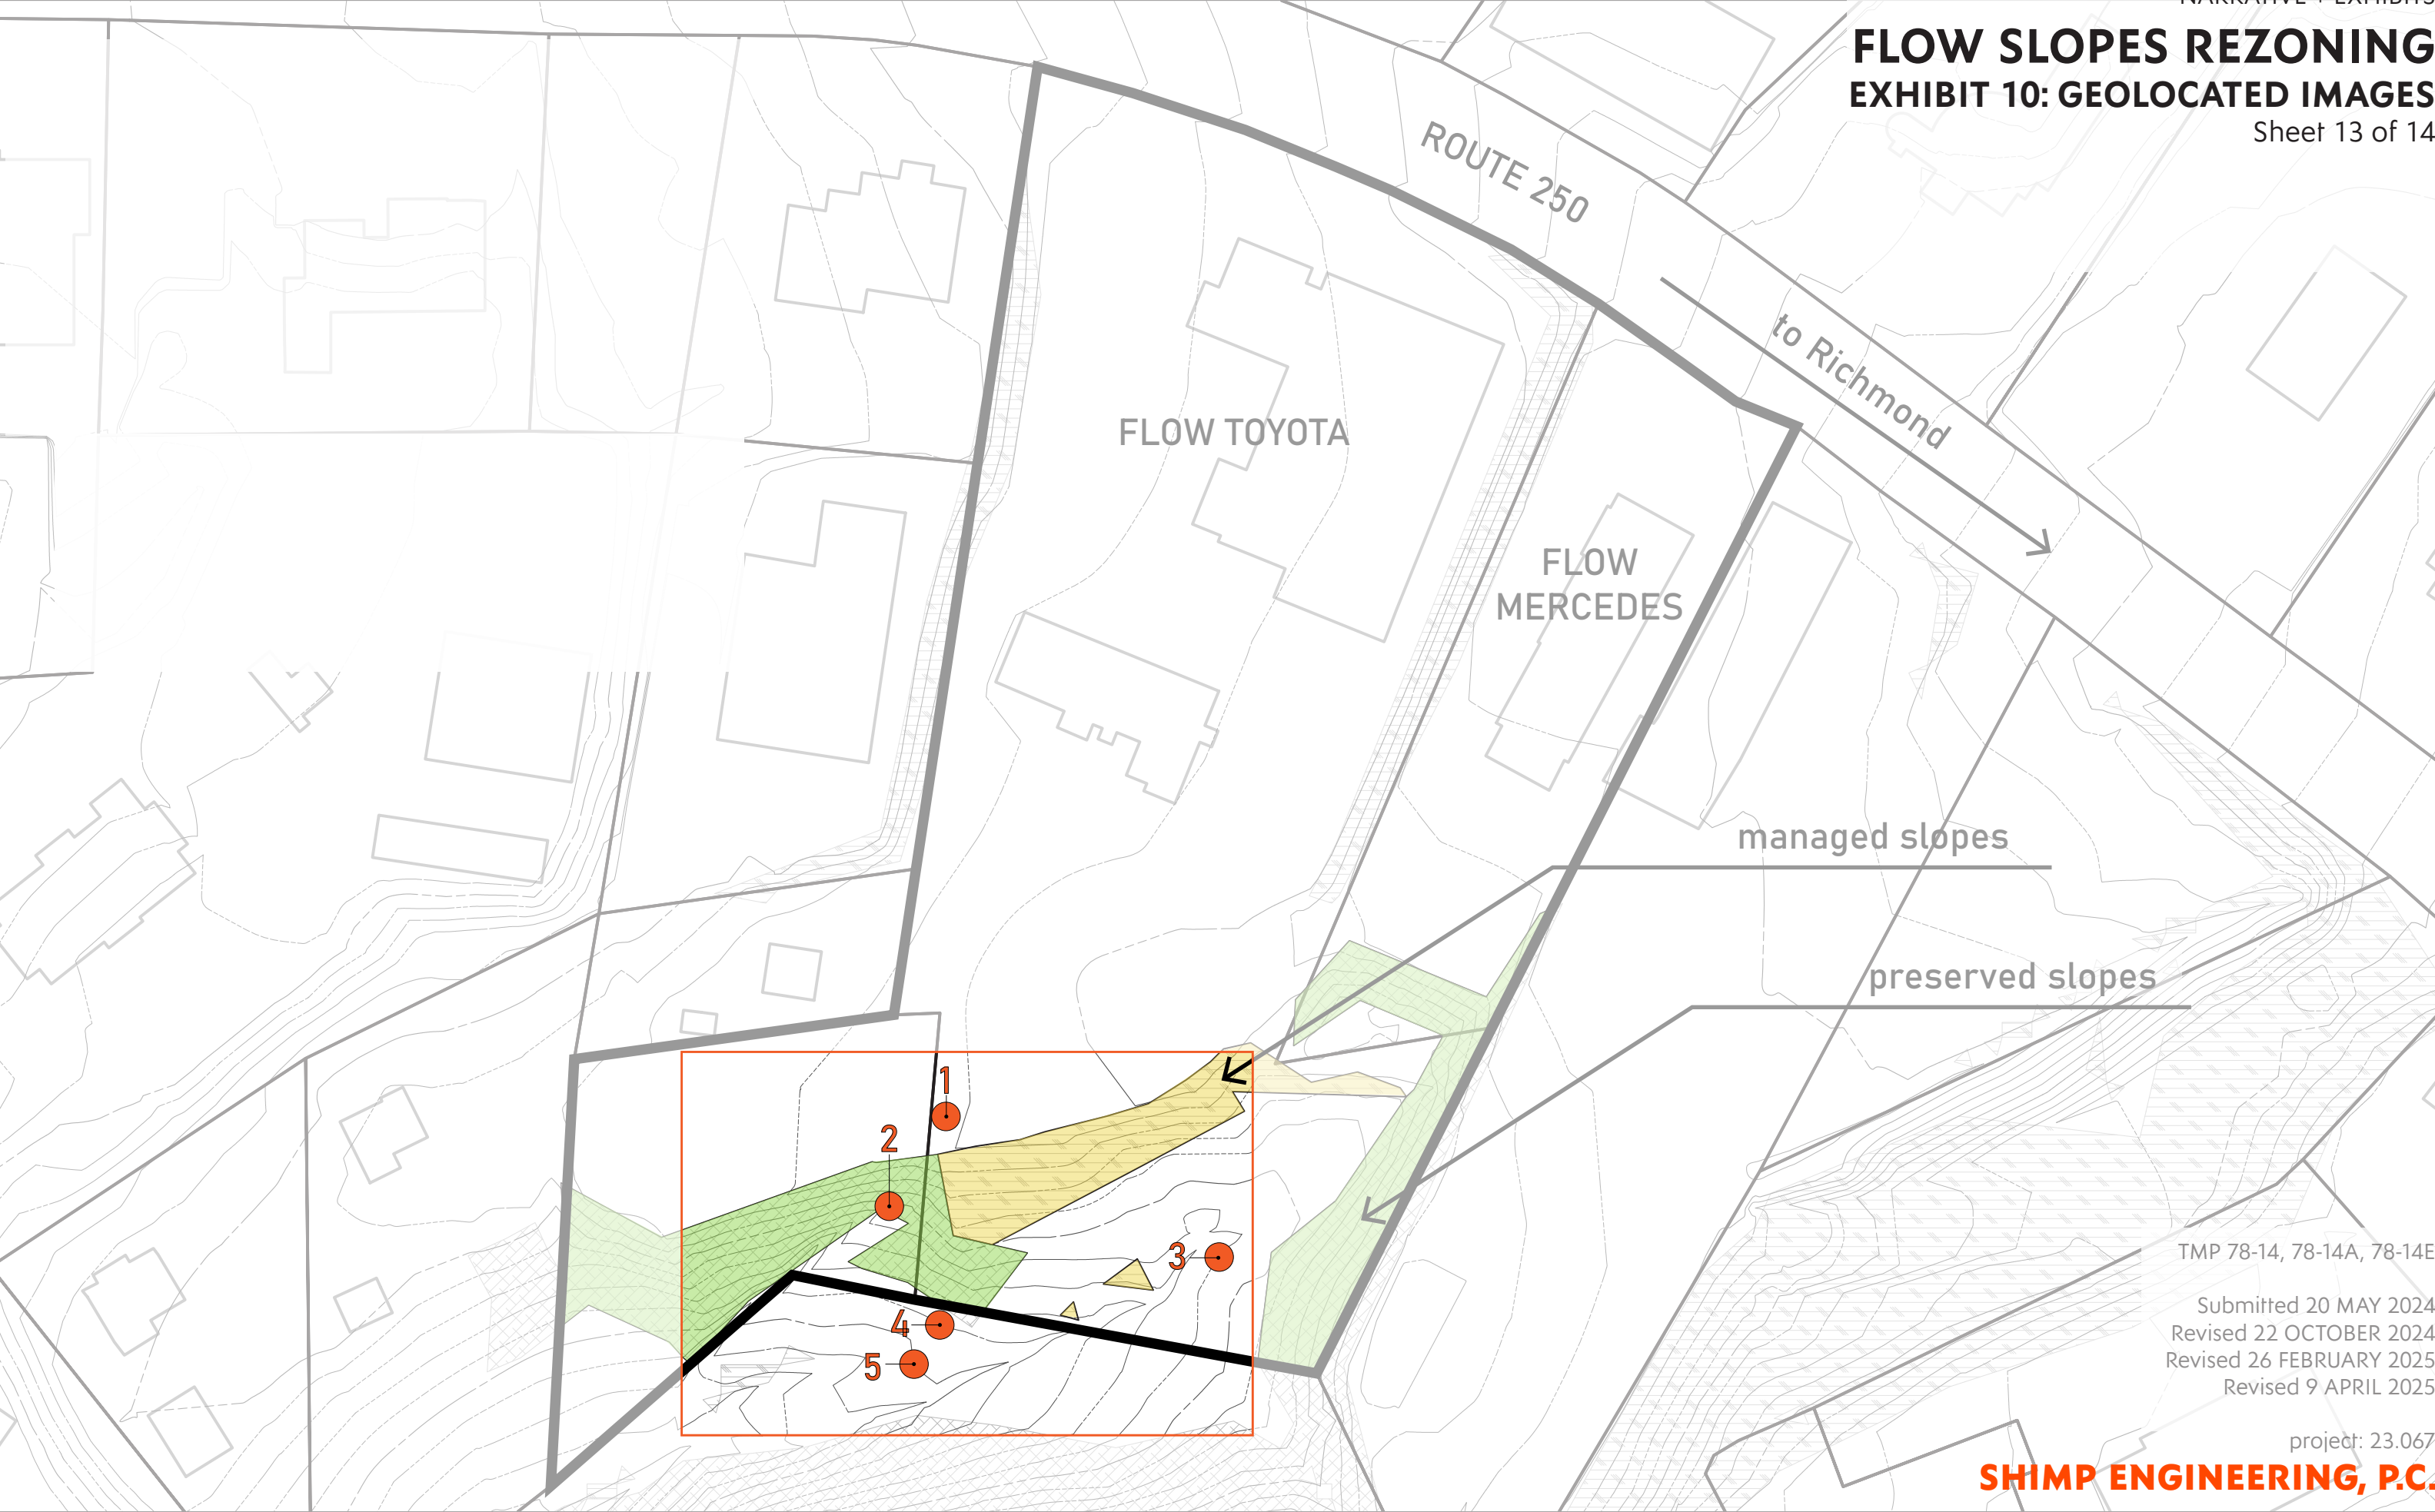 NARRATIVE + EXHIBITS
FLOW SLOPES REZONING
EXHIBIT 10: GEOLOCATED IMAGES
Sheet 13 of 14
ROUTE 250
to Richmond
FLOW TOYOTA
FLOW
MERCEDES
managed slopes
preserved slopes
1
2
3
4
5
TMP 78-14, 78-14A, 78-14E
Submitted 20 MAY 2024
Revised 22 OCTOBER 2024
Revised 26 FEBRUARY 2025
Revised 9 APRIL 2025
project: 23.067
SHIMP ENGINEERING, P.C.